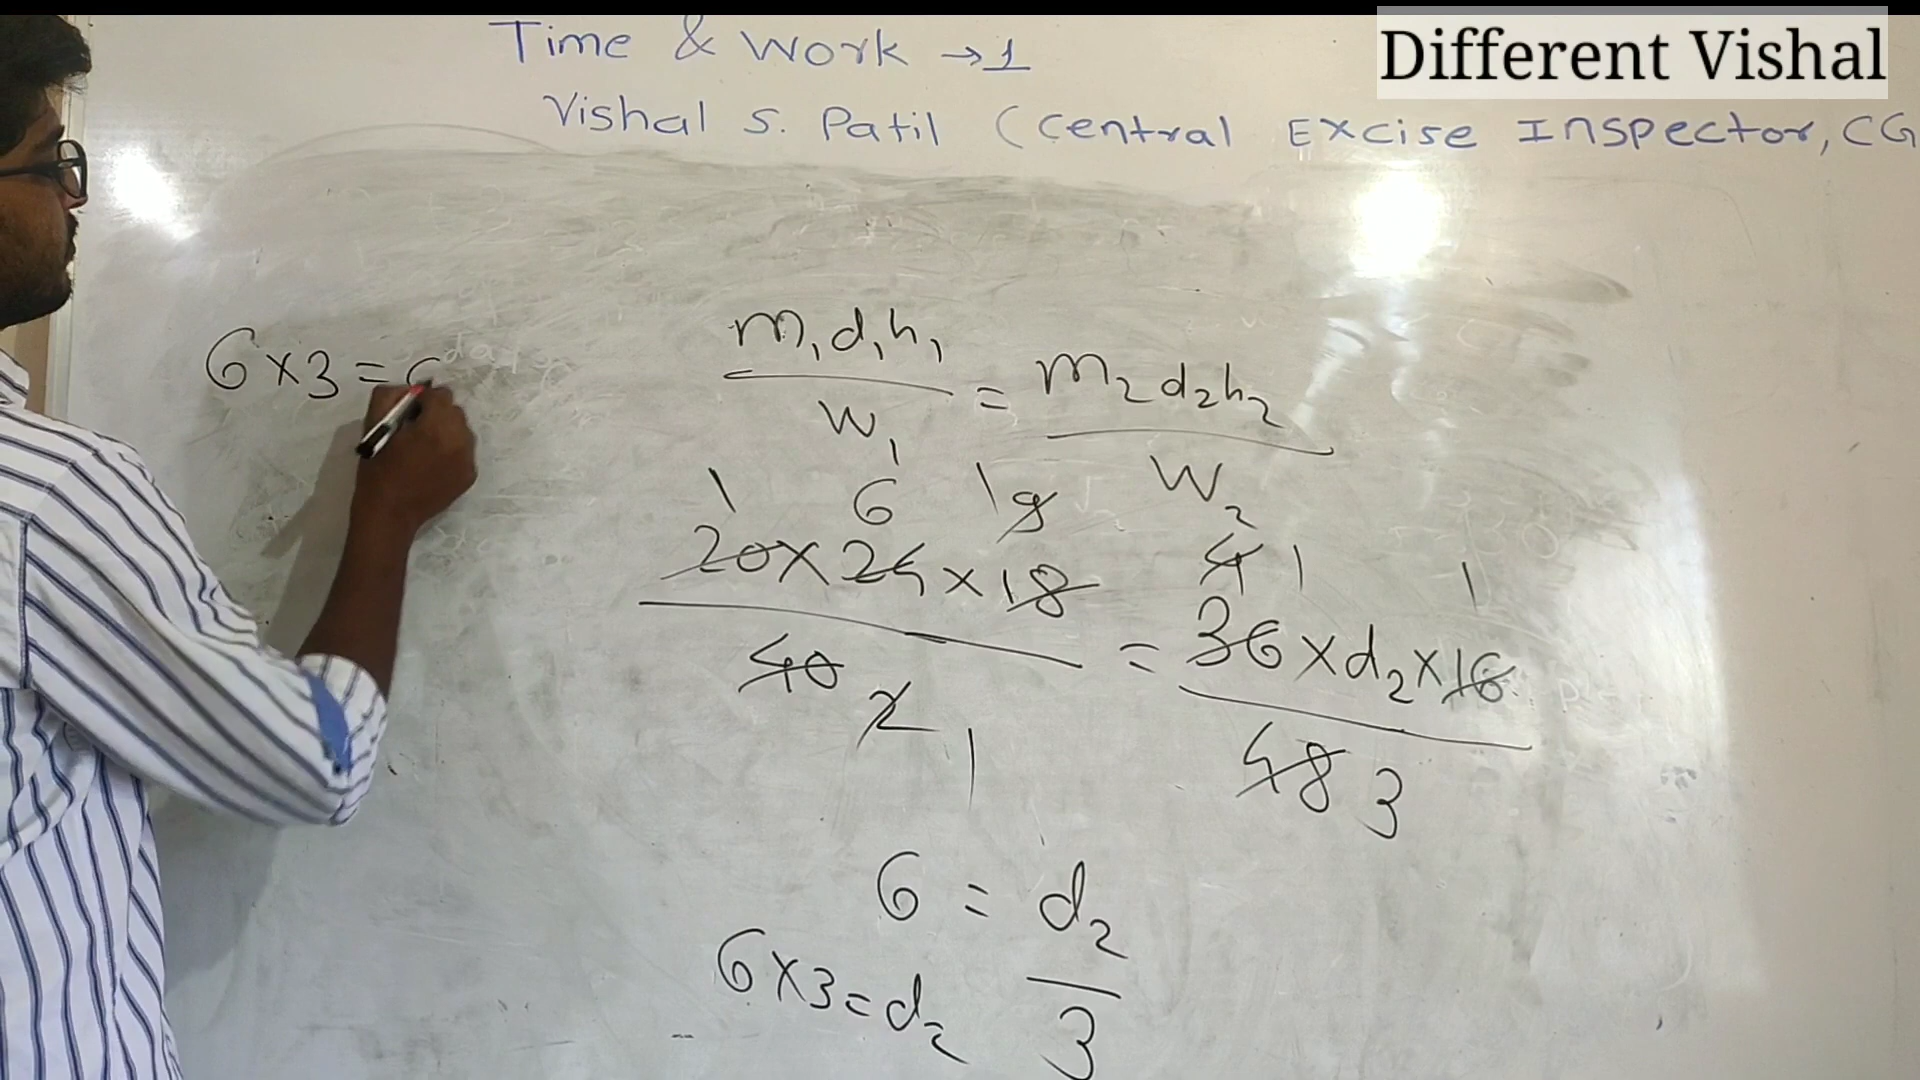 Different Vishal
Time & Work → 1
Vishal S. Patil (Central Excise Inspector, CG
6×3=
m₁d₁h₁ = m₂d₂h₂
w₁ w₂
1 6 1 9 4 1 1
20×24×18 = 36×d₂×16
40 2 1 48 3
6 = d₂
3
6×3=d₂